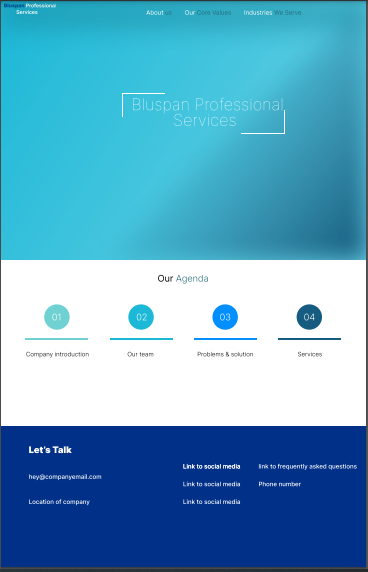 Bluspan Professional
Services
About us
Our Core Values
Industries We Serve
Bluspan Professional
Services
Our Agenda
01
02
03
04
Company introduction
Our team
Problems & solution
Services
Let's Talk
Link to social media
link to frequently asked questions
hey@companyemail.com
Link to social media
Phone number
Location of company
Link to social media